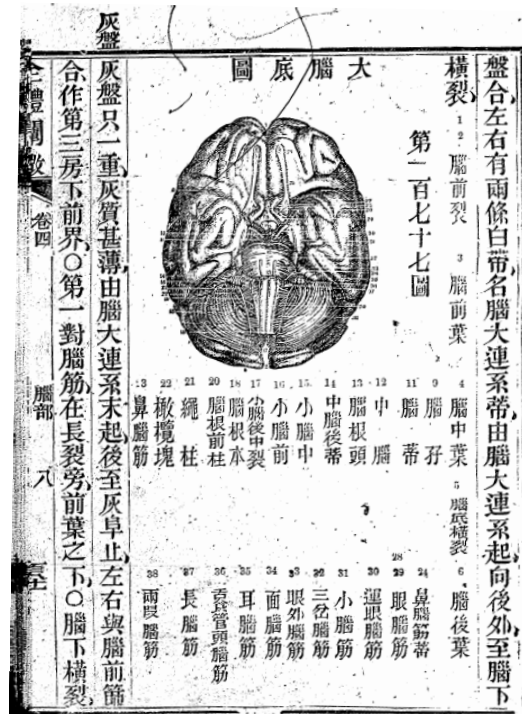 盤合左右有兩條白蒂名腦大連系蒂由腦大連系起向後外至腦下
橫裂
大腦底圖
第一百七十七圖
1 2 腦前裂
3 腦前葉
4 腦中葉
5 腦底橫裂
6 腦後葉
9 腦孖
11 腦蒂
12 中腦
13 腦根頭
14 中腦後蒂
15 小腦中
16 小腦前
17 小腦後中裂
18 腦根本
20 腦根前柱
21 繩柱
22 橄欖塊
23 鼻腦筋
24 鼻腦筋蒂
28 29 眼腦筋
30 運眼腦筋
31 小腦筋
32 三岔腦筋
33 眼外腦筋
34 面腦筋
35 耳腦筋
36 管頭腦筋
37 長腦筋
38 腦筋
灰盤
灰盤只一重灰質甚薄由腦大連系末起後至灰阜止左右與腦前篩
合作第三房下前界○第一對腦筋在長裂旁前葉之下○腦下橫裂
全體闡微
卷四
腦部
八